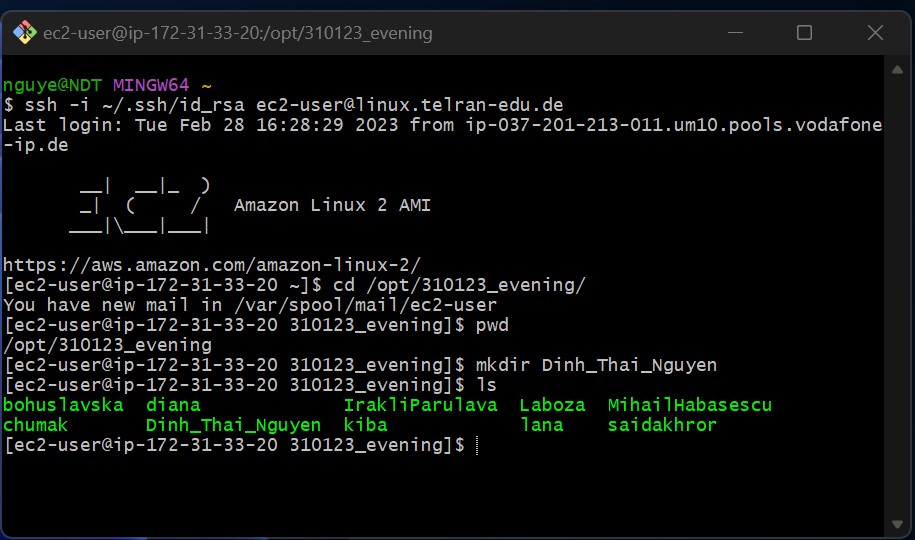 ec2-user@ip-172-31-33-20:/opt/310123_evening
nguye@NDT MINGW64 ~
$ ssh -i ~/.ssh/id_rsa ec2-user@linux.telran-edu.de
Last login: Tue Feb 28 16:28:29 2023 from ip-037-201-213-011.um10.pools.vodafone
-ip.de
       __|  __|_  )
       _|  (     /   Amazon Linux 2 AMI
      ___|\___|___|
https://aws.amazon.com/amazon-linux-2/
[ec2-user@ip-172-31-33-20 ~]$ cd /opt/310123_evening/
You have new mail in /var/spool/mail/ec2-user
[ec2-user@ip-172-31-33-20 310123_evening]$ pwd
/opt/310123_evening
[ec2-user@ip-172-31-33-20 310123_evening]$ mkdir Dinh_Thai_Nguyen
[ec2-user@ip-172-31-33-20 310123_evening]$ ls
bohuslavska  diana             IrakliParulava  Laboza  MihailHabasescu
chumak       Dinh_Thai_Nguyen  kiba            lana    saidakhror
[ec2-user@ip-172-31-33-20 310123_evening]$